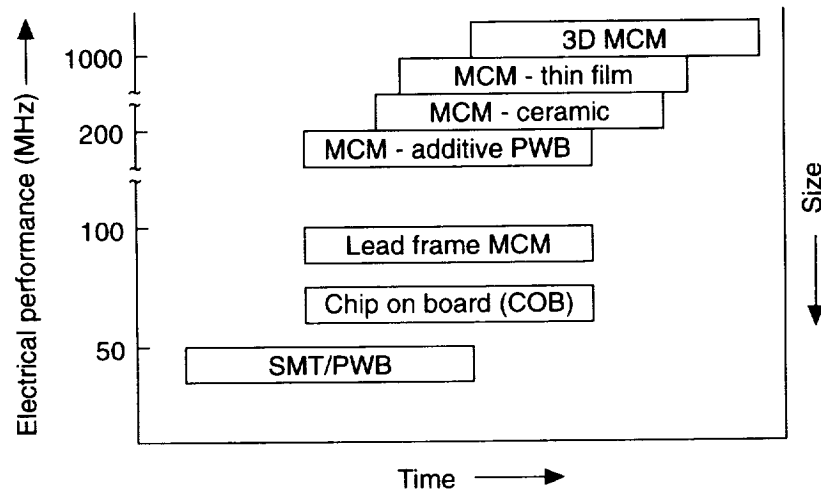 Electrical performance (MHz)
1000
200
100
50
3D MCM
MCM - thin film
MCM - ceramic
MCM - additive PWB
Lead frame MCM
Chip on board (COB)
SMT/PWB
Size
Time